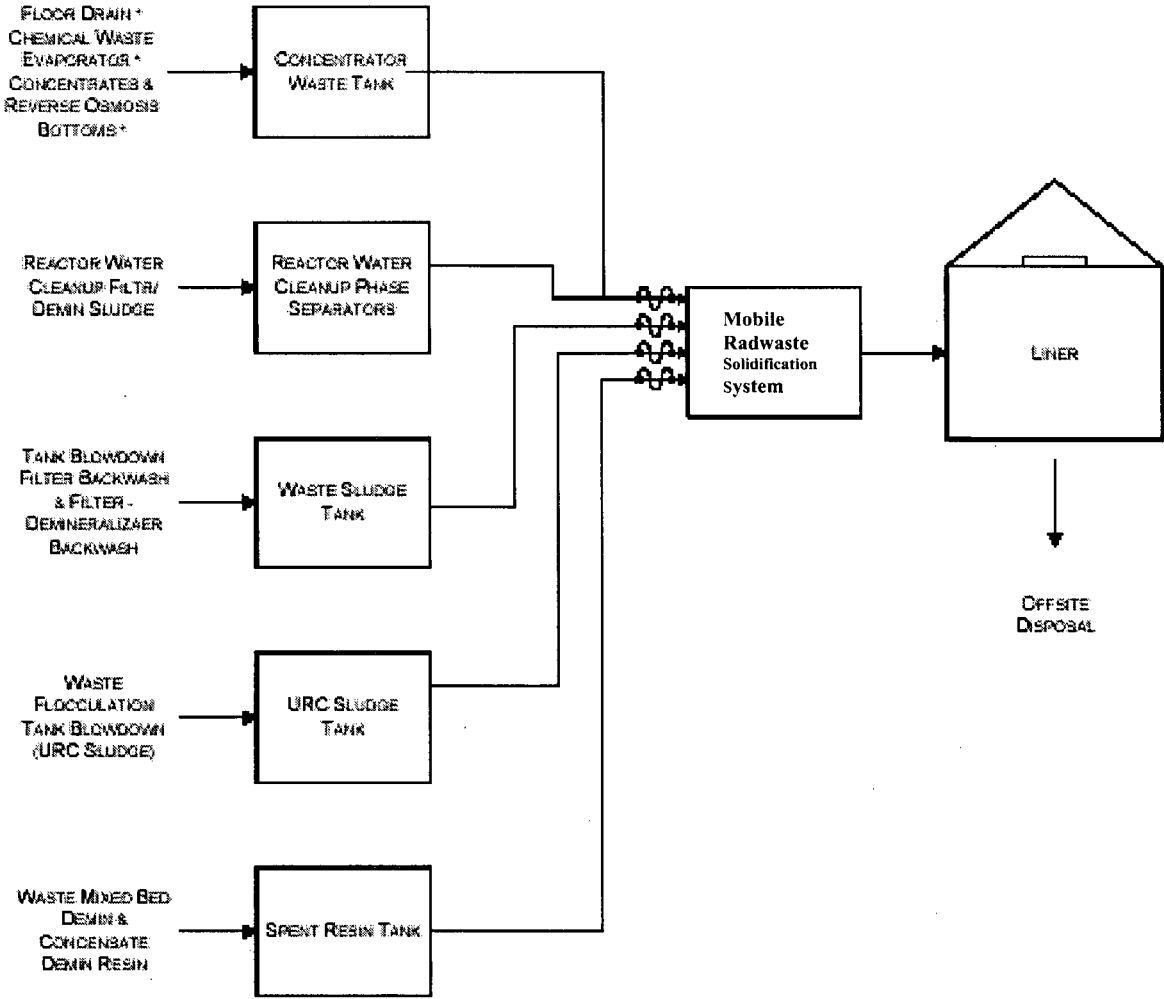 FLOOR DRAIN *
CHEMICAL WASTE
EVAPORATOR *
CONCENTRATES &
REVERSE OSMOSIS
BOTTOMS *
CONCENTRATOR
WASTE TANK
REACTOR WATER
CLEANUP FILTR/
DEMIN SLUDGE
REACTOR WATER
CLEANUP PHASE
SEPARATORS
Mobile
Radwaste
Solidification
System
LINER
TANK BLOWDOWN
FILTER BACKWASH
& FILTER -
DEMINERALIZAER
BACKWASH
WASTE SLUDGE
TANK
OFFSITE
DISPOSAL
WASTE
FLOCCULATION
TANK BLOWDOWN
(URC SLUDGE)
URC SLUDGE
TANK
WASTE MIXED BED
DEMIN &
CONCENSATE
DEMIN RESIN
SPENT RESIN TANK